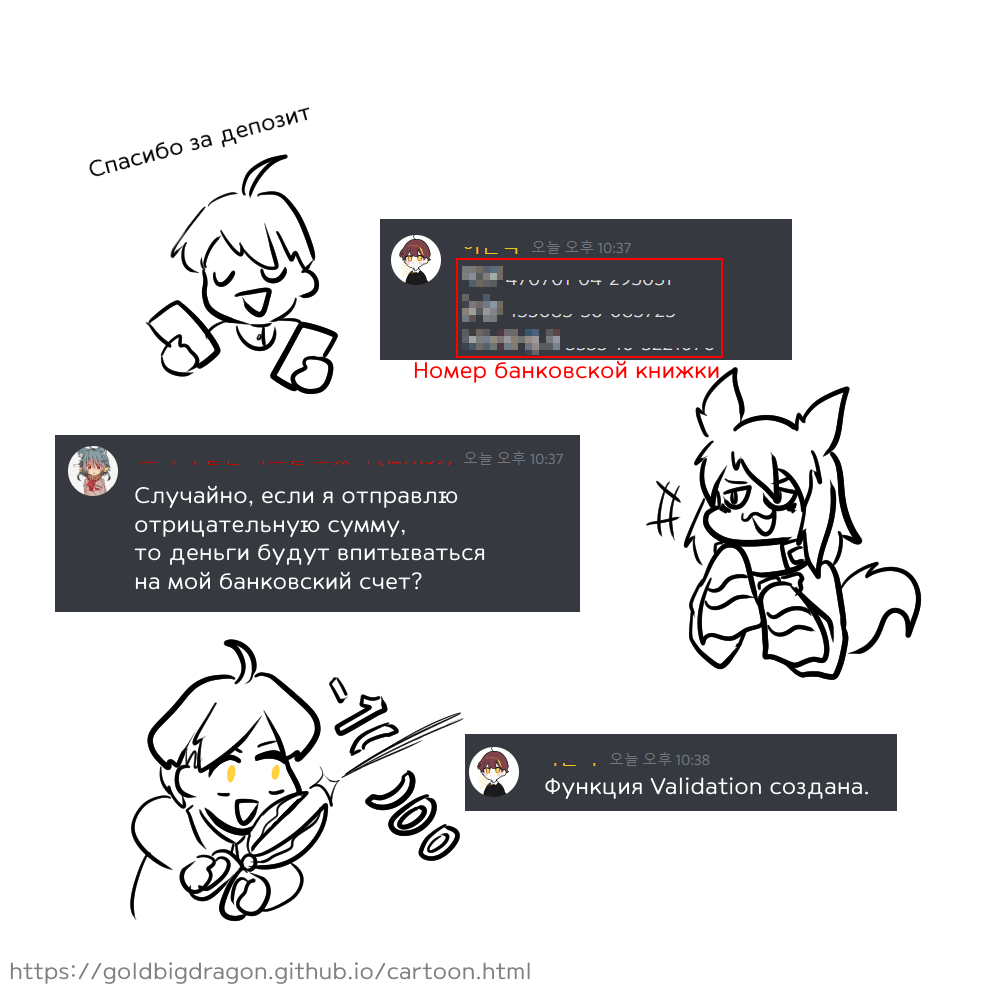 Спасибо за депозит
오늘 오후 10:37
Номер банковской книжки
오늘 오후 10:37
Случайно, если я отправлю
отрицательную сумму,
то деньги будут впитываться
на мой банковский счет?
-1000
오늘 오후 10:38
Функция Validation создана.
https://goldbigdragon.github.io/cartoon.html